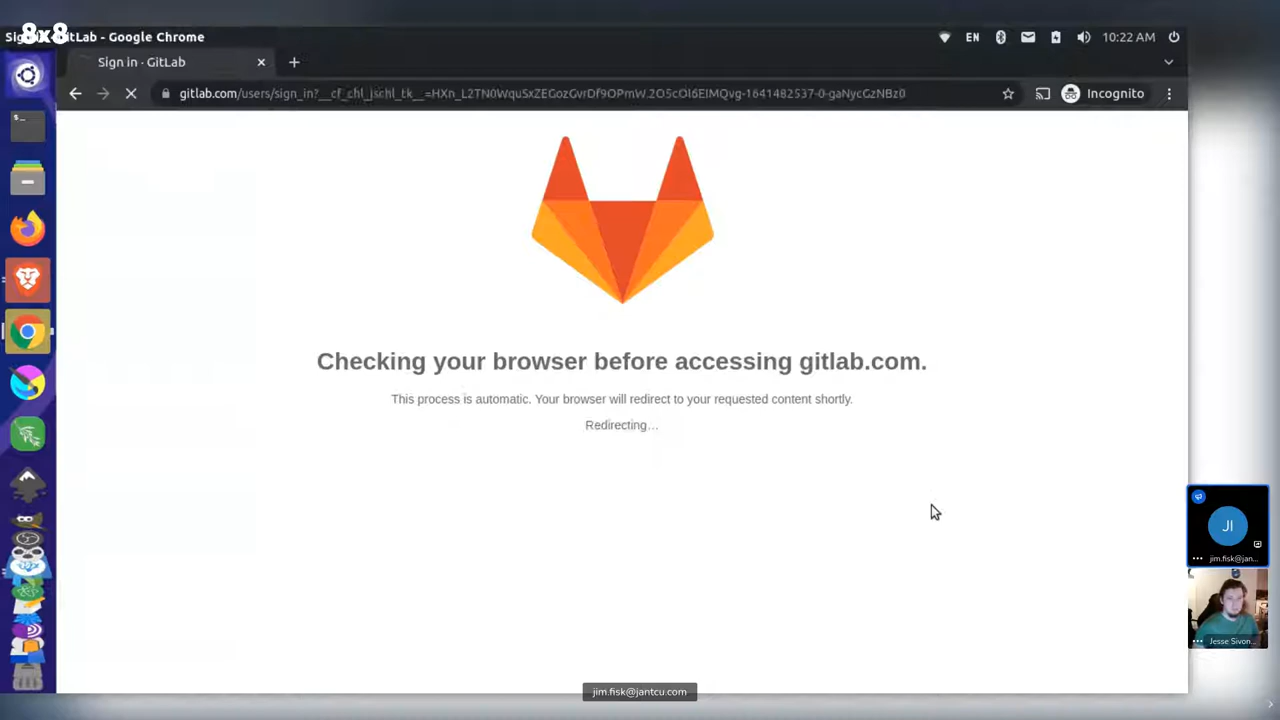 8x8
GitLab - Google Chrome
EN
10:22 AM
Sign in · GitLab
gitlab.com/users/sign_in?__cf_chl_jschl_tk__=HXn_L2TN0WquSxZEGozGvrDf9OPmW.2O5cOl6EIMQvg-1641482537-0-gaNycGzNBz0
Incognito
Checking your browser before accessing gitlab.com.
This process is automatic. Your browser will redirect to your requested content shortly.
Redirecting…
JI
jim.fisk@jan...
Jesse Sivon...
jim.fisk@jantcu.com